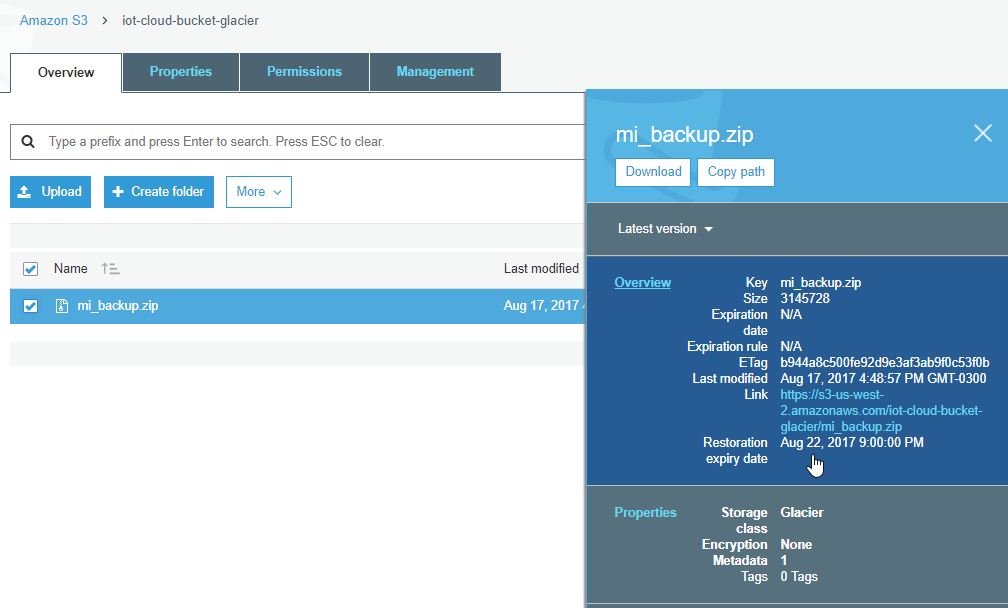 Amazon S3 > iot-cloud-bucket-glacier
Overview Properties Permissions Management
Type a prefix and press Enter to search. Press ESC to clear.
Upload Create folder More
Name Last modified
mi_backup.zip Aug 17, 2017 4
mi_backup.zip
Download Copy path
Latest version
Overview Key mi_backup.zip
Size 3145728
Expiration date N/A
Expiration rule N/A
ETag b944a8c500fe92d9e3af3ab9f0c53f0b
Last modified Aug 17, 2017 4:48:57 PM GMT-0300
Link https://s3-us-west-
2.amazonaws.com/iot-cloud-bucket-
glacier/mi_backup.zip
Restoration expiry date Aug 22, 2017 9:00:00 PM
Properties Storage class Glacier
Encryption None
Metadata 1
Tags 0 Tags